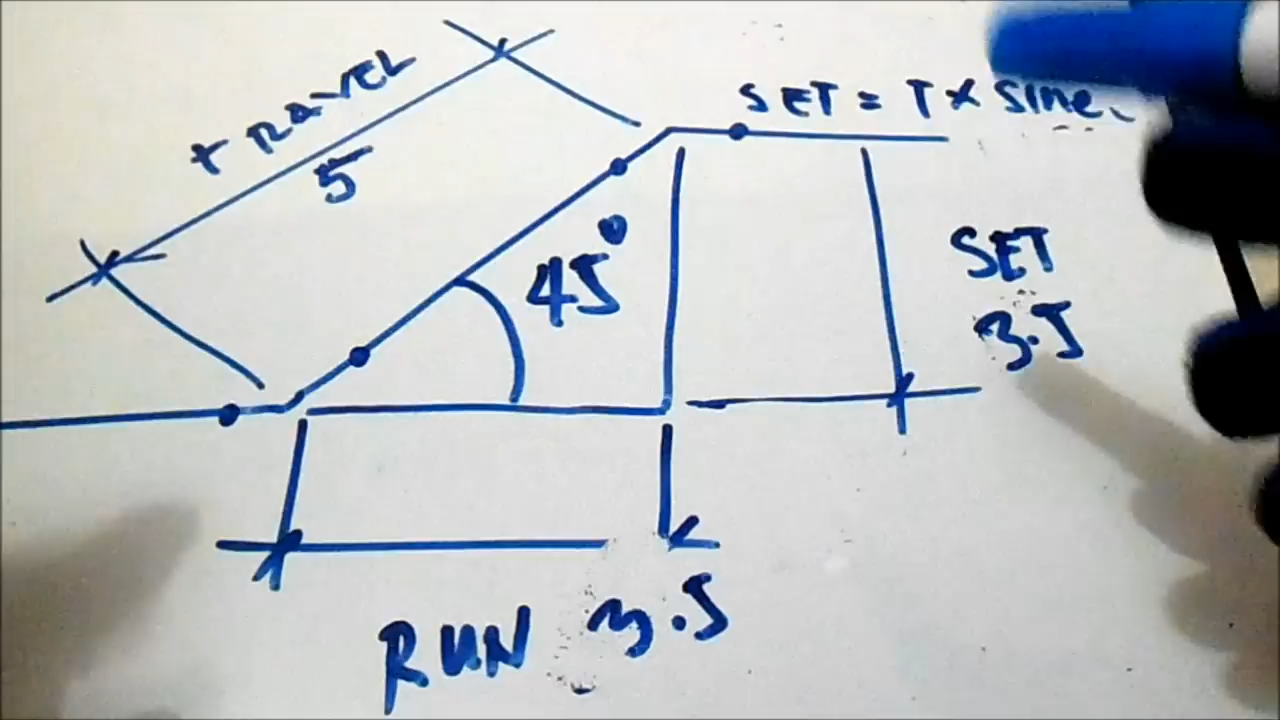 TRAVEL
5
SET = T x Sine
45°
SET
3.5
RUN 3.5